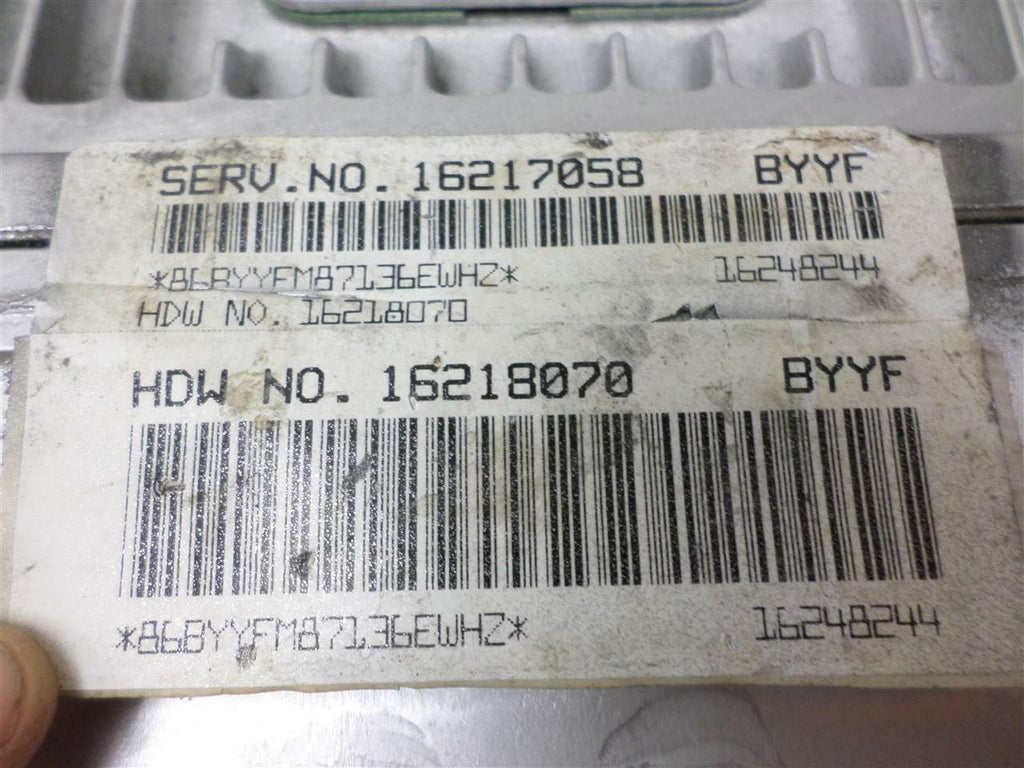 SERV.NO. 16217058 BYYF
*86BYYFM87136EWHZ* 16248244
HDW NO. 16218070
HDW NO. 16218070 BYYF
*86BYYFM87136EWHZ* 16248244